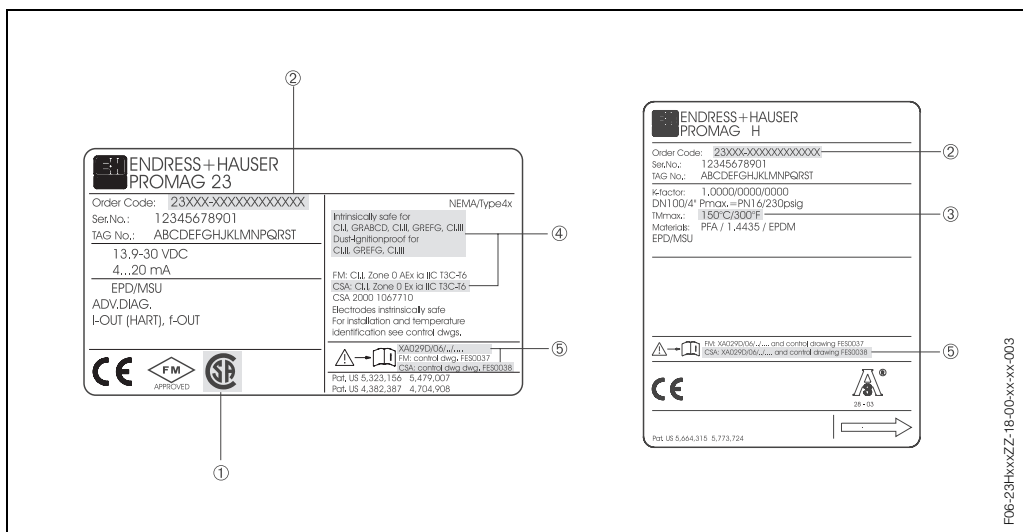 ②
ENDRESS+HAUSER
PROMAG 23
Order Code: 23XXX-XXXXXXXXXXXX
Ser.No.: 12345678901
TAG No.: ABCDEFGHJKLMNPQRST
13.9-30 VDC
4...20 mA
EPD/MSU
ADV.DIAG.
I-OUT (HART), f-OUT
CE
FM
APPROVED
①
NEMA/Type4x
Intrinsically safe for
Cl.I, GRABCD, Cl.II, GREFG, Cl.III
Dust-Ignitionproof for
Cl.II, GREFG, Cl.III
④
FM: Cl.I, Zone 0 AEx ia IIC T3C-T6
CSA: Cl.I, Zone 0 Ex ia IIC T3C-T6
CSA 2000 1067710
Electrodes instrinsically safe
For installation and temperature
identification see control dwgs.
XA029D/06/../....
FM: control dwg. FES0037
CSA: control dwg dwg. FES0038
⑤
Pat. US 5,323,156 5,479,007
Pat. US 4,382,387 4,704,908
ENDRESS+HAUSER
PROMAG H
Order Code: 23XXX-XXXXXXXXXXXX
②
Ser.No.: 12345678901
TAG No.: ABCDEFGHJKLMNPQRST
K-factor: 1,0000/0000/0000
DN100/4" Pmax.=PN16/230psig
TMmax.: 150°C/300°F
③
Materials: PFA / 1.4435 / EPDM
EPD/MSU
FM: XA029D/06/../.... and control drawing FES0037
CSA: XA029D/06/../.... and control drawing FES0038
⑤
CE
A 3 ®
28 - 03
Pat. US 5,664,315 5,773,724
F06-23HxxxZZ-18-00-xx-xx-003